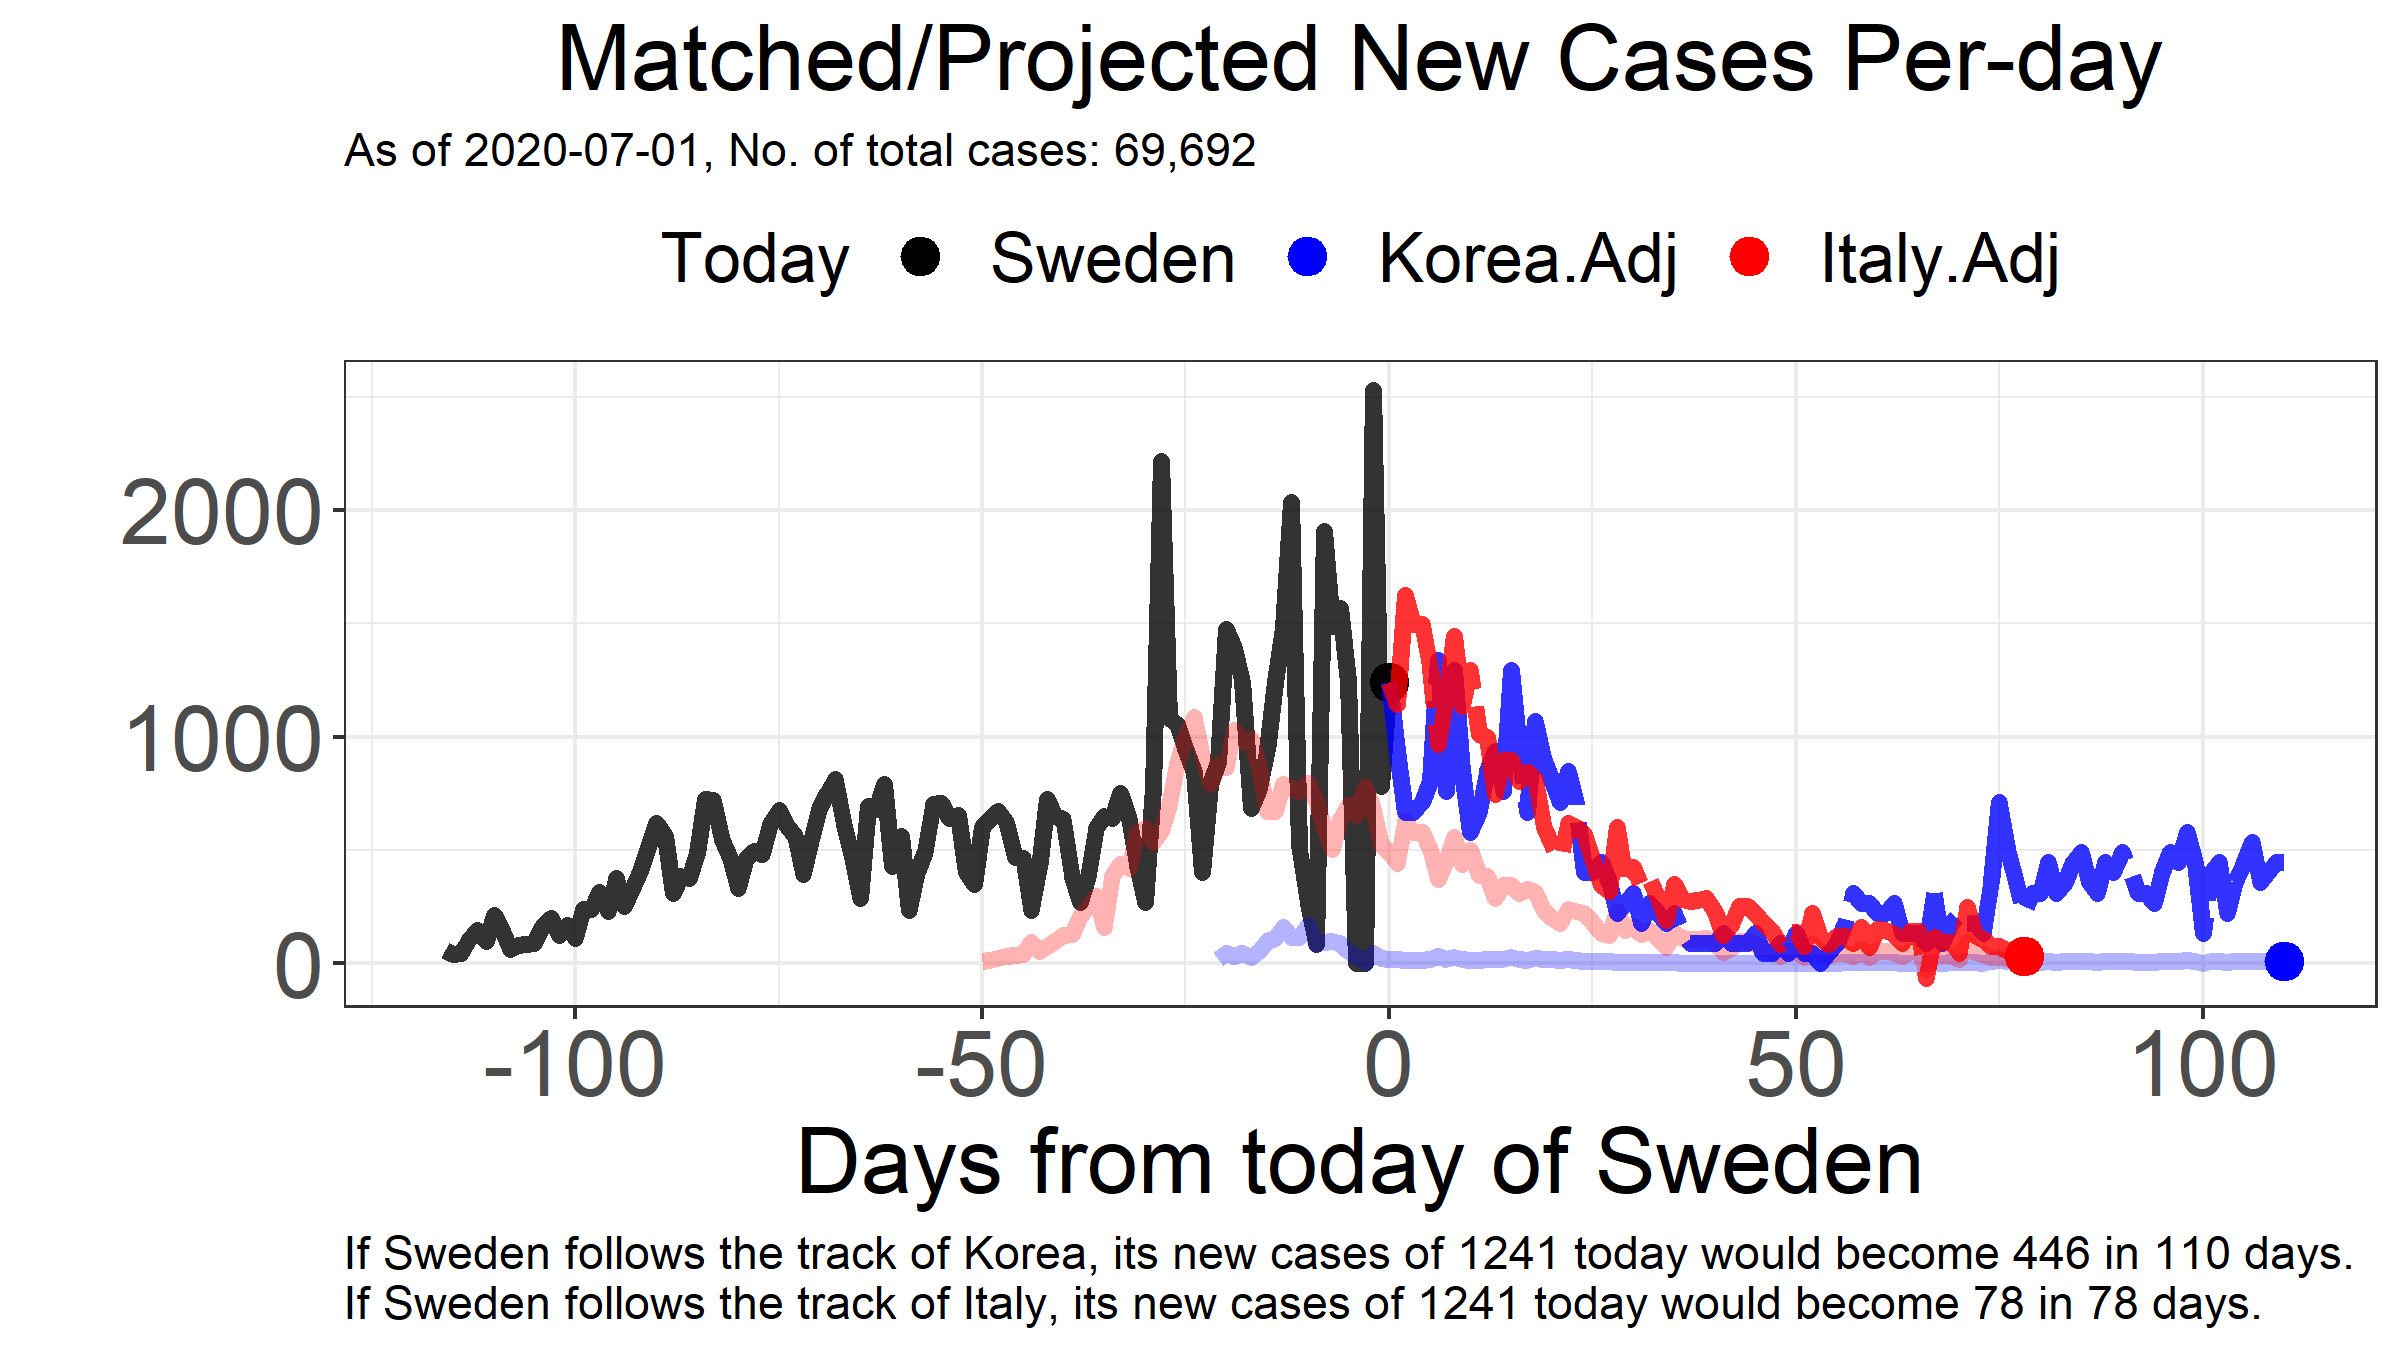 Matched/Projected New Cases Per-day
As of 2020-07-01, No. of total cases: 69,692
Today Sweden Korea.Adj Italy.Adj
2000
1000
0
-100 -50 0 50 100
Days from today of Sweden
If Sweden follows the track of Korea, its new cases of 1241 today would become 446 in 110 days.
If Sweden follows the track of Italy, its new cases of 1241 today would become 78 in 78 days.